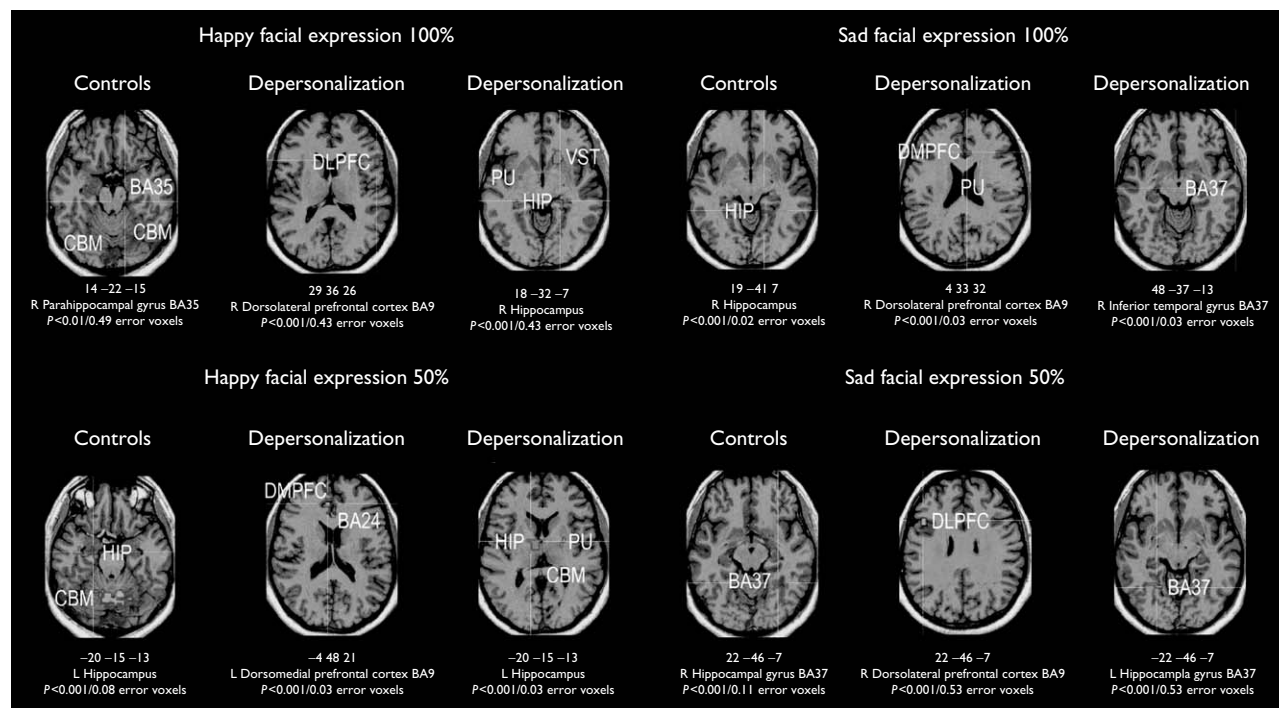 Happy facial expression 100%
Sad facial expression 100%
Controls
Depersonalization
Depersonalization
Controls
Depersonalization
Depersonalization
BA35
CBM
CBM
DLPFC
VST
PU
HIP
HIP
DMPFC
PU
BA37
14 –22 –15
R Parahippocampal gyrus BA35
P<0.01/0.49 error voxels
29 36 26
R Dorsolateral prefrontal cortex BA9
P<0.001/0.43 error voxels
18 –32 –7
R Hippocampus
P<0.001/0.43 error voxels
19 –41 7
R Hippocampus
P<0.001/0.02 error voxels
4 33 32
R Dorsolateral prefrontal cortex BA9
P<0.001/0.03 error voxels
48 –37 –13
R Inferior temporal gyrus BA37
P<0.001/0.03 error voxels
Happy facial expression 50%
Sad facial expression 50%
Controls
Depersonalization
Depersonalization
Controls
Depersonalization
Depersonalization
HIP
CBM
DMPFC
BA24
HIP
PU
CBM
BA37
DLPFC
BA37
–20 –15 –13
L Hippocampus
P<0.001/0.08 error voxels
–4 48 21
L Dorsomedial prefrontal cortex BA9
P<0.001/0.03 error voxels
–20 –15 –13
L Hippocampus
P<0.001/0.03 error voxels
22 –46 –7
R Hippocampal gyrus BA37
P<0.001/0.11 error voxels
22 –46 –7
R Dorsolateral prefrontal cortex BA9
P<0.001/0.53 error voxels
–22 –46 –7
L Hippocampla gyrus BA37
P<0.001/0.53 error voxels